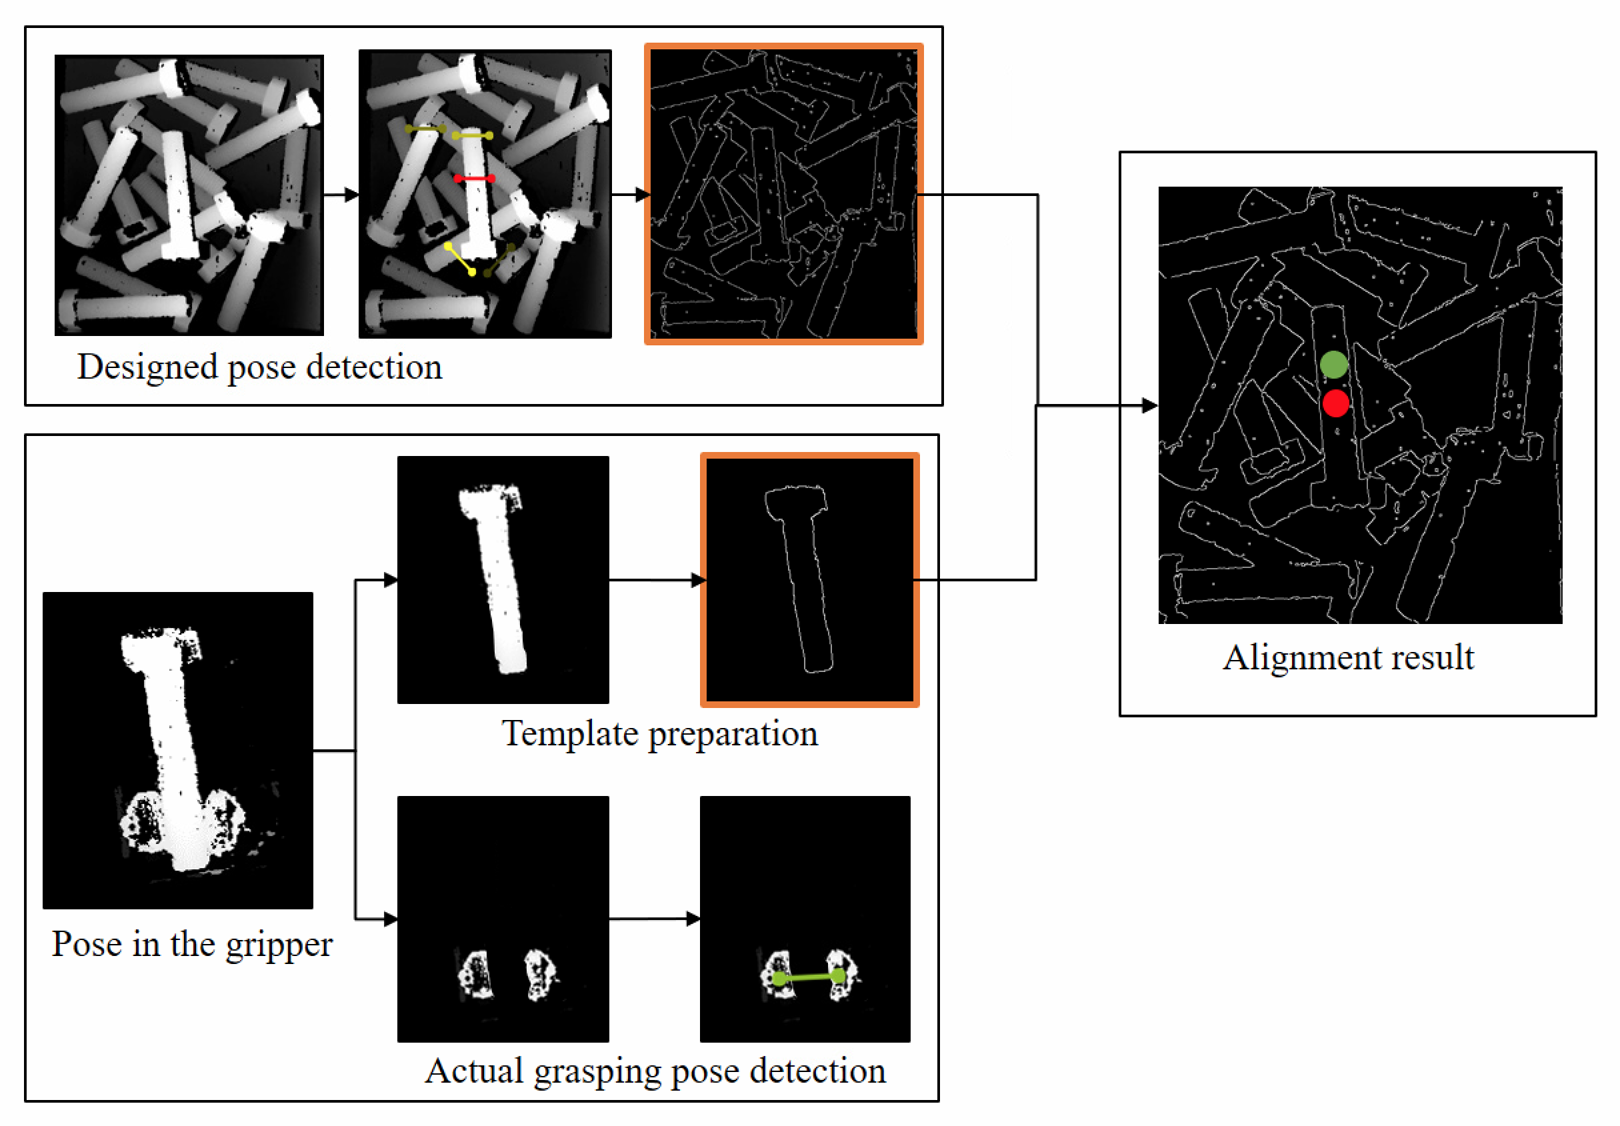 Designed pose detection
Alignment result
Template preparation
Pose in the gripper
Actual grasping pose detection